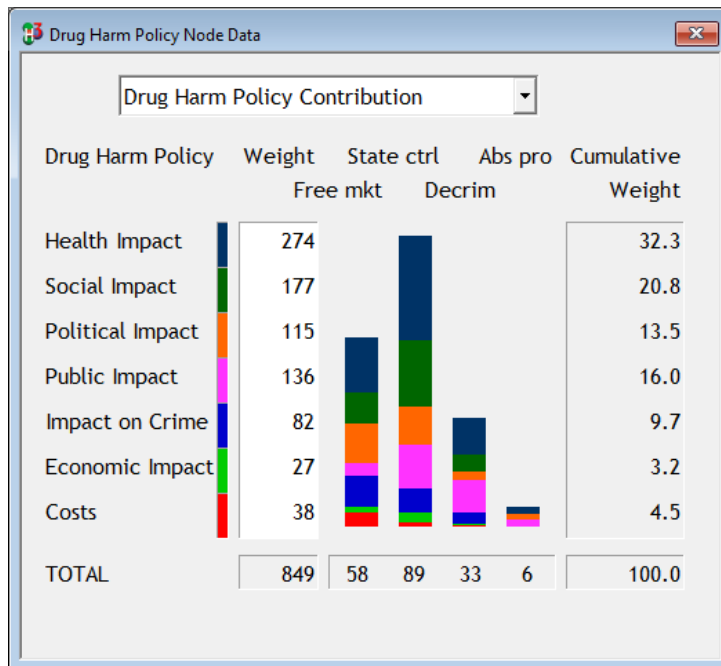 Drug Harm Policy Node Data
Drug Harm Policy Contribution
Drug Harm Policy Weight State ctrl Abs pro Cumulative
Free mkt Decrim Weight
Health Impact 274 32.3
Social Impact 177 20.8
Political Impact 115 13.5
Public Impact 136 16.0
Impact on Crime 82 9.7
Economic Impact 27 3.2
Costs 38 4.5
TOTAL 849 58 89 33 6 100.0